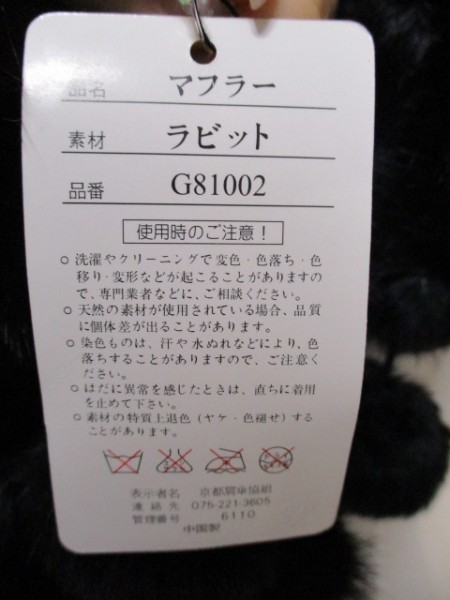 品名 マフラー
素材 ラビット
品番 G81002
使用時のご注意！
○ 洗濯やクリーニングで変色・色落ち・色
移り・変形などが起こることがありますの
で、専門業者などに、ご相談ください。
○ 天然の素材が使用されている場合、品質
に個体差が出ることがあります。
○ 染色ものは、汗や水ぬれなどにより、色
落ちすることがありますので、ご注意く
ださい。
○ はだに異常を感じたときは、直ちに着用
を止めて下さい。
○ 素材の特質上退色（ヤケ・色褪せ）する
ことがあります。
表示者名 京都肩傘協組
連絡先 075-221-3605
管理番号 6110
中国製